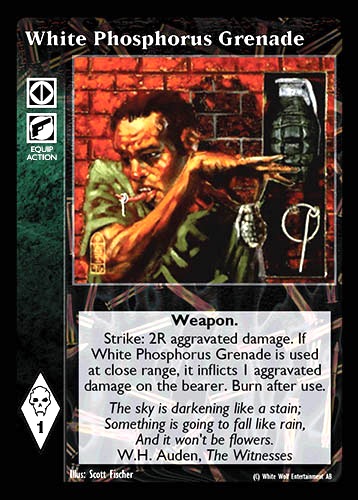 White Phosphorus Grenade
EQUIP
ACTION
Weapon.
Strike: 2R aggravated damage. If
White Phosphorus Grenade is used
at close range, it inflicts 1 aggravated
damage on the bearer. Burn after use.
The sky is darkening like a stain;
Something is going to fall like rain,
And it won't be flowers.
W.H. Auden, The Witnesses
1
Illus: Scott Fischer
(C) White Wolf Entertainment AB